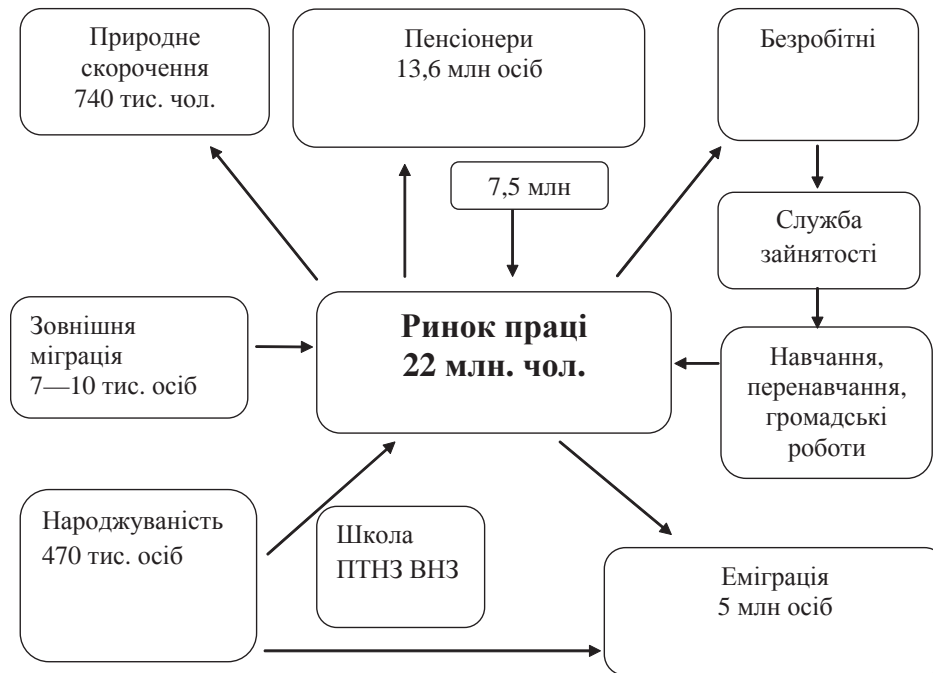 Природне
скорочення
740 тис. чол.
Пенсіонери
13,6 млн осіб
Безробітні
7,5 млн
Служба
зайнятості
Зовнішня
міграція
7—10 тис. осіб
Ринок праці
22 млн. чол.
Навчання,
перенавчання,
громадські
роботи
Народжуваність
470 тис. осіб
Школа
ПТНЗ ВНЗ
Еміграція
5 млн осіб